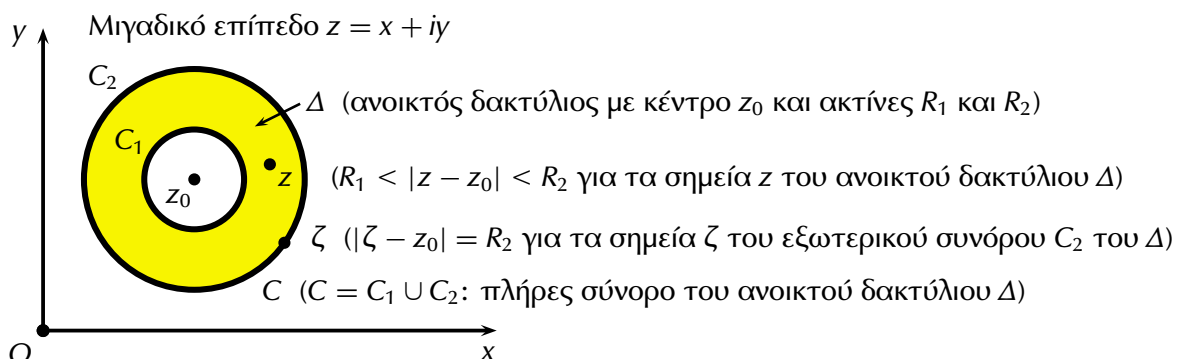 y
Μιγαδικό επίπεδο z = x + iy
C₂
Δ (ανοικτός δακτύλιος με κέντρο z₀ και ακτίνες R₁ και R₂)
C₁
z (R₁ < |z − z₀| < R₂ για τα σημεία z του ανοικτού δακτύλιου Δ)
z₀
ζ (|ζ − z₀| = R₂ για τα σημεία ζ του εξωτερικού συνόρου C₂ του Δ)
C (C = C₁ ∪ C₂: πλήρες σύνορο του ανοικτού δακτύλιου Δ)
O
x